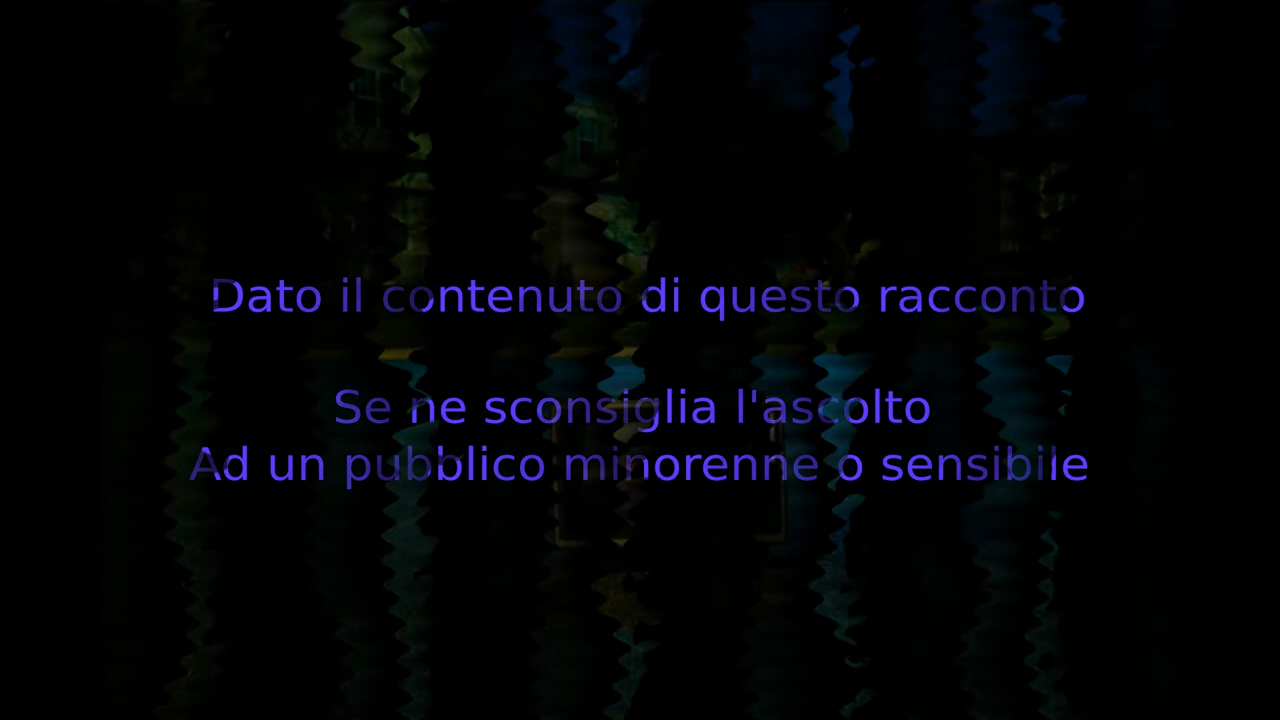 Dato il contenuto di questo racconto
Se ne sconsiglia l'ascolto
Ad un pubblico minorenne o sensibile